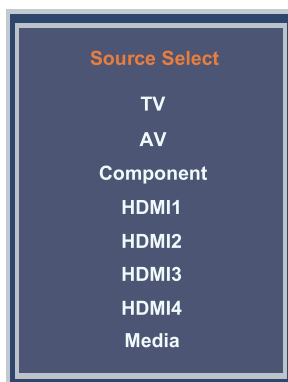 Source Select
TV
AV
Component
HDMI1
HDMI2
HDMI3
HDMI4
Media